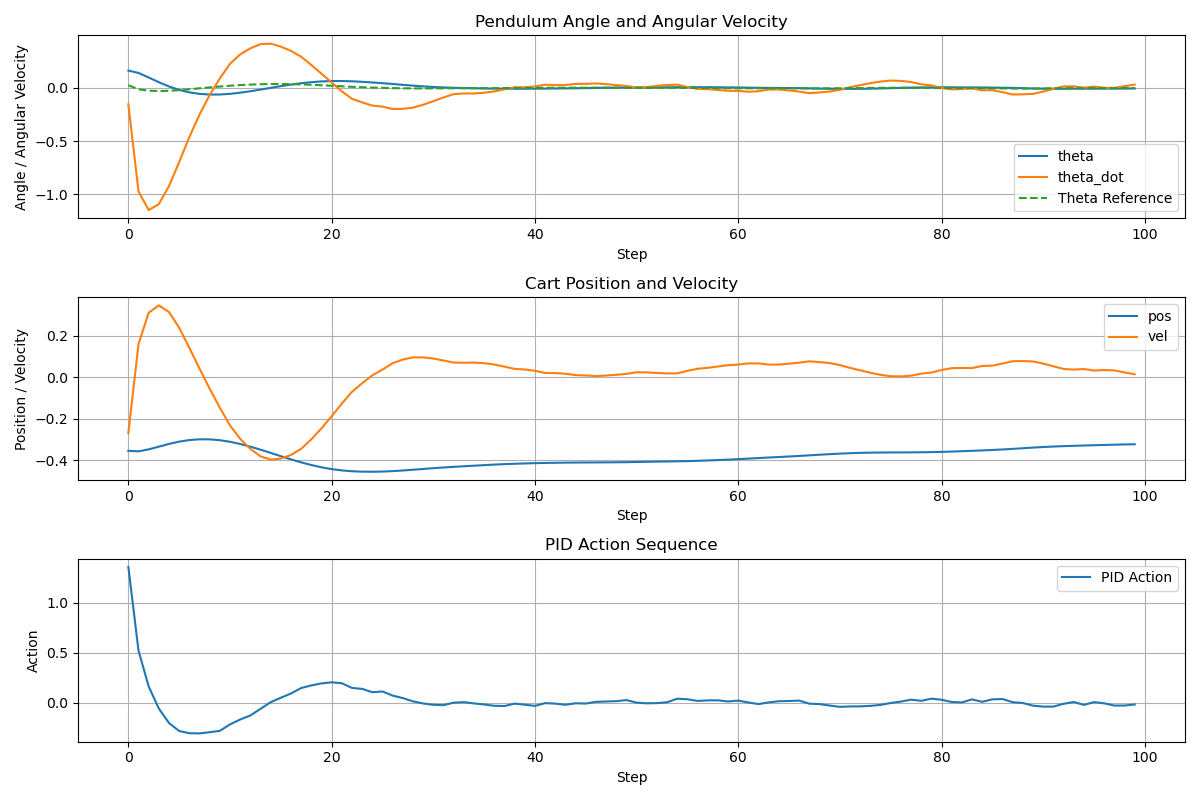 Pendulum Angle and Angular Velocity
Angle / Angular Velocity
0.0
−0.5
−1.0
theta
theta_dot
Theta Reference
0 20 40 60 80 100
Step
Cart Position and Velocity
Position / Velocity
0.2
0.0
−0.2
−0.4
pos
vel
0 20 40 60 80 100
Step
PID Action Sequence
Action
1.0
0.5
0.0
PID Action
0 20 40 60 80 100
Step